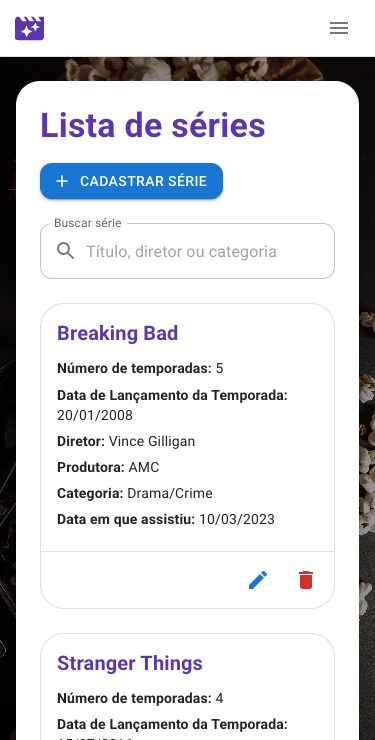 Lista de séries
CADASTRAR SÉRIE
Buscar série
Título, diretor ou categoria
Breaking Bad
Número de temporadas: 5
Data de Lançamento da Temporada:
20/01/2008
Diretor: Vince Gilligan
Produtora: AMC
Categoria: Drama/Crime
Data em que assistiu: 10/03/2023
Stranger Things
Número de temporadas: 4
Data de Lançamento da Temporada: